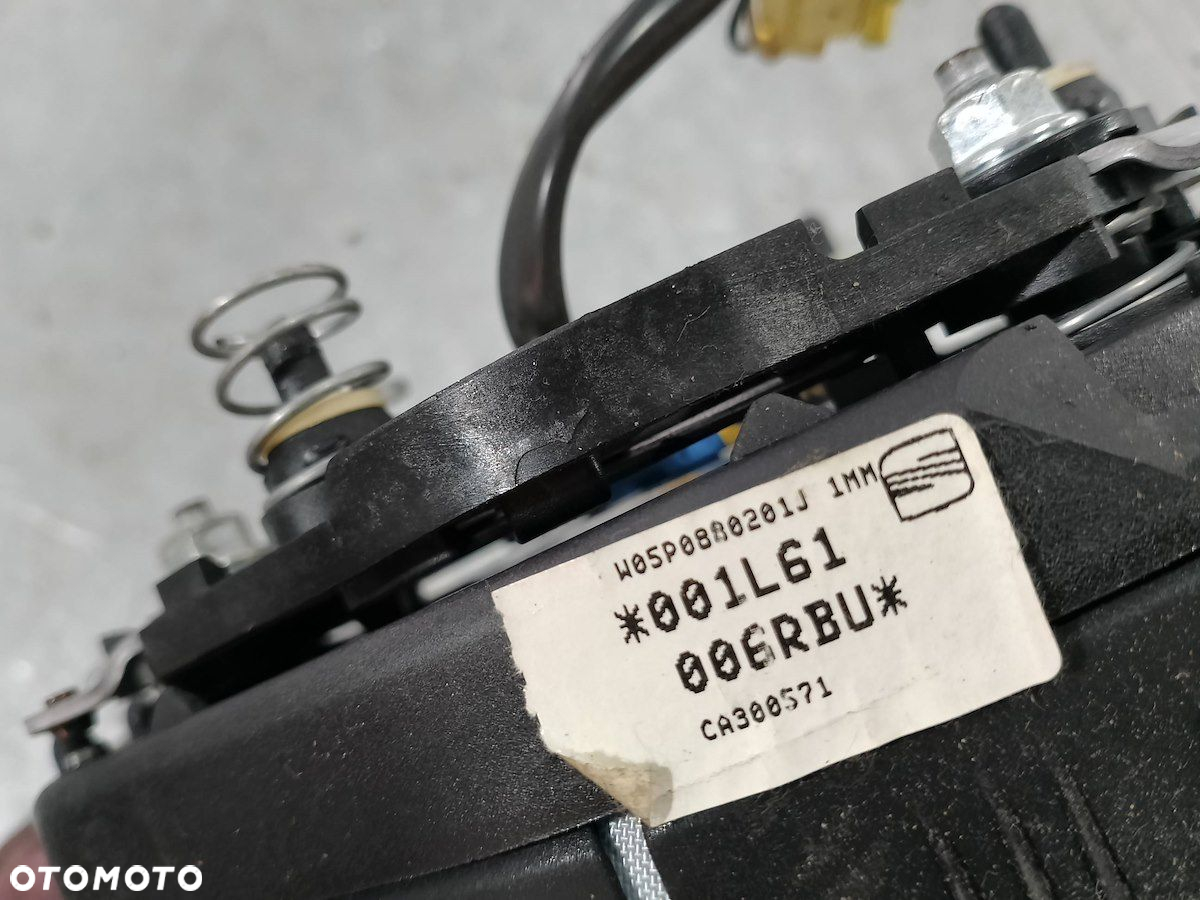 W05P0880201J 1MM
*001L61
006RBU*
CA300571
OTOMOTO